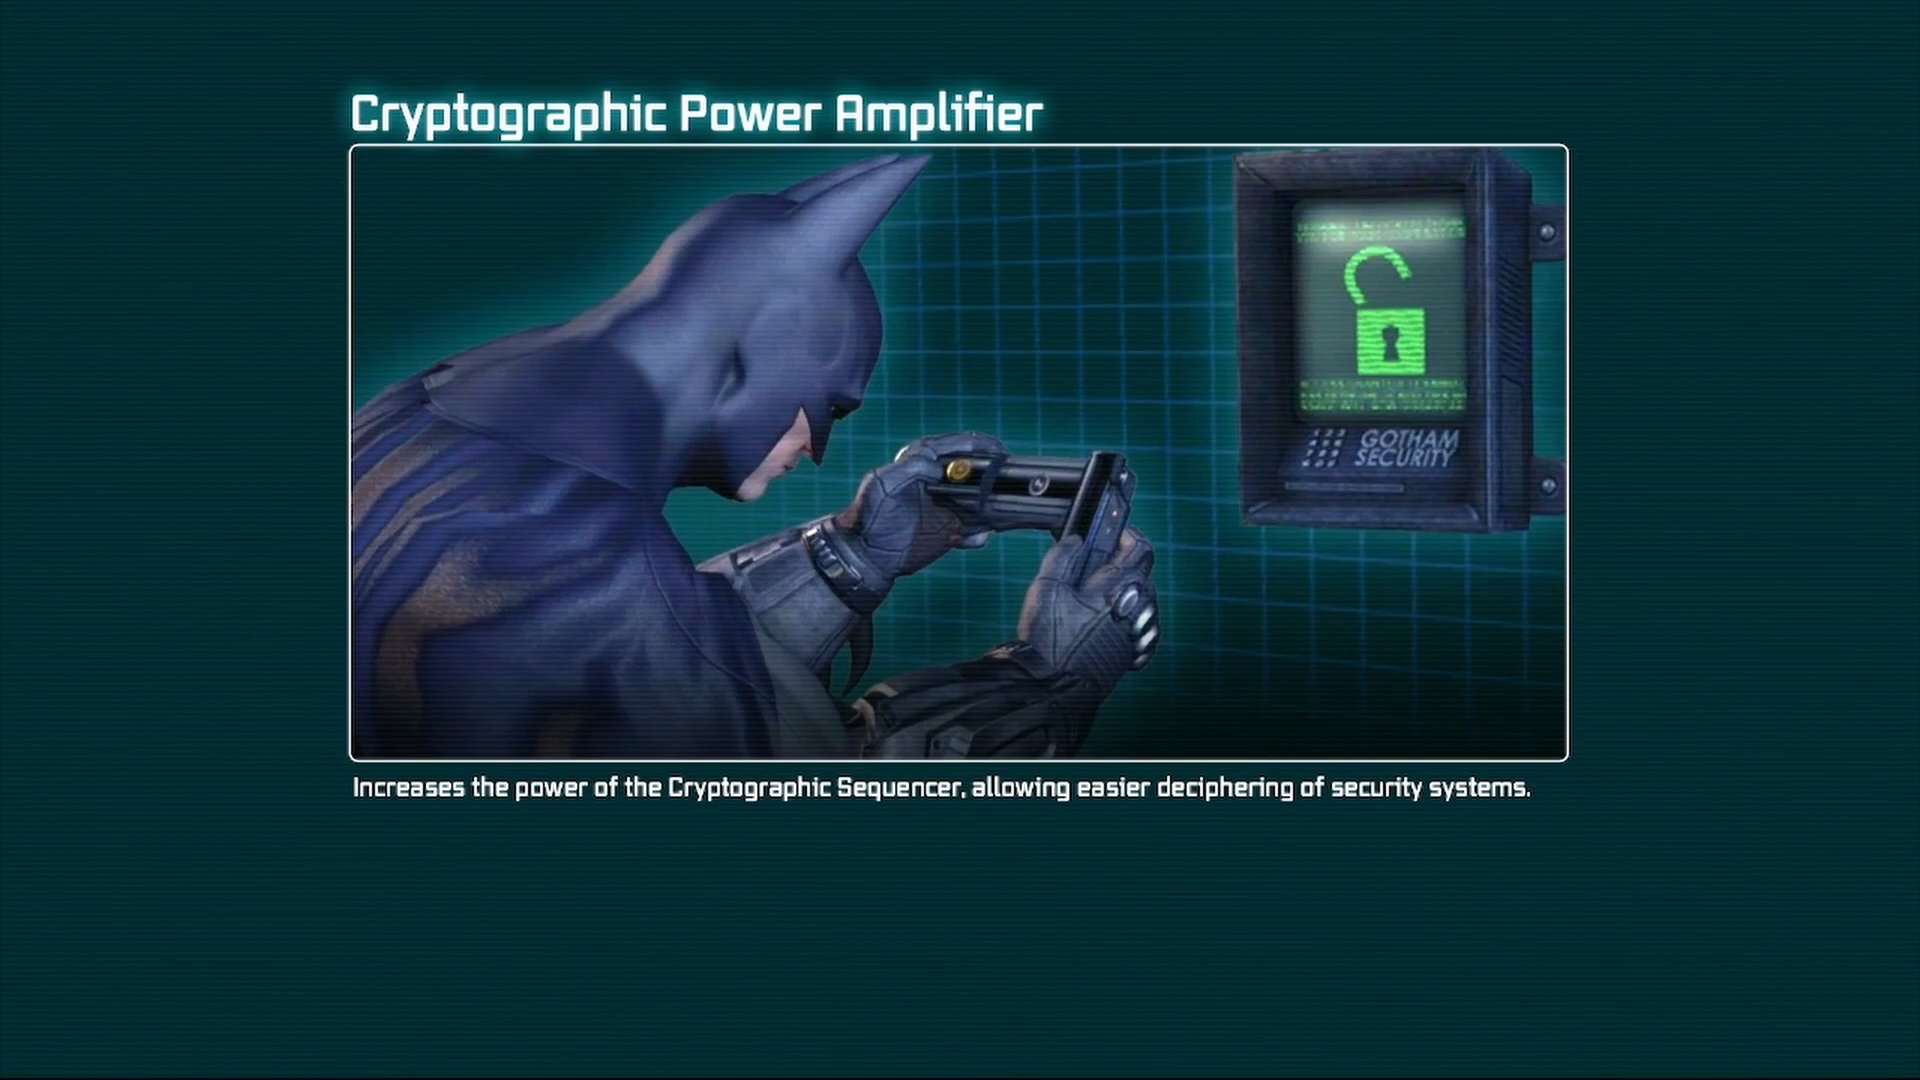 Cryptographic Power Amplifier
GOTHAM
SECURITY
Increases the power of the Cryptographic Sequencer, allowing easier deciphering of security systems.